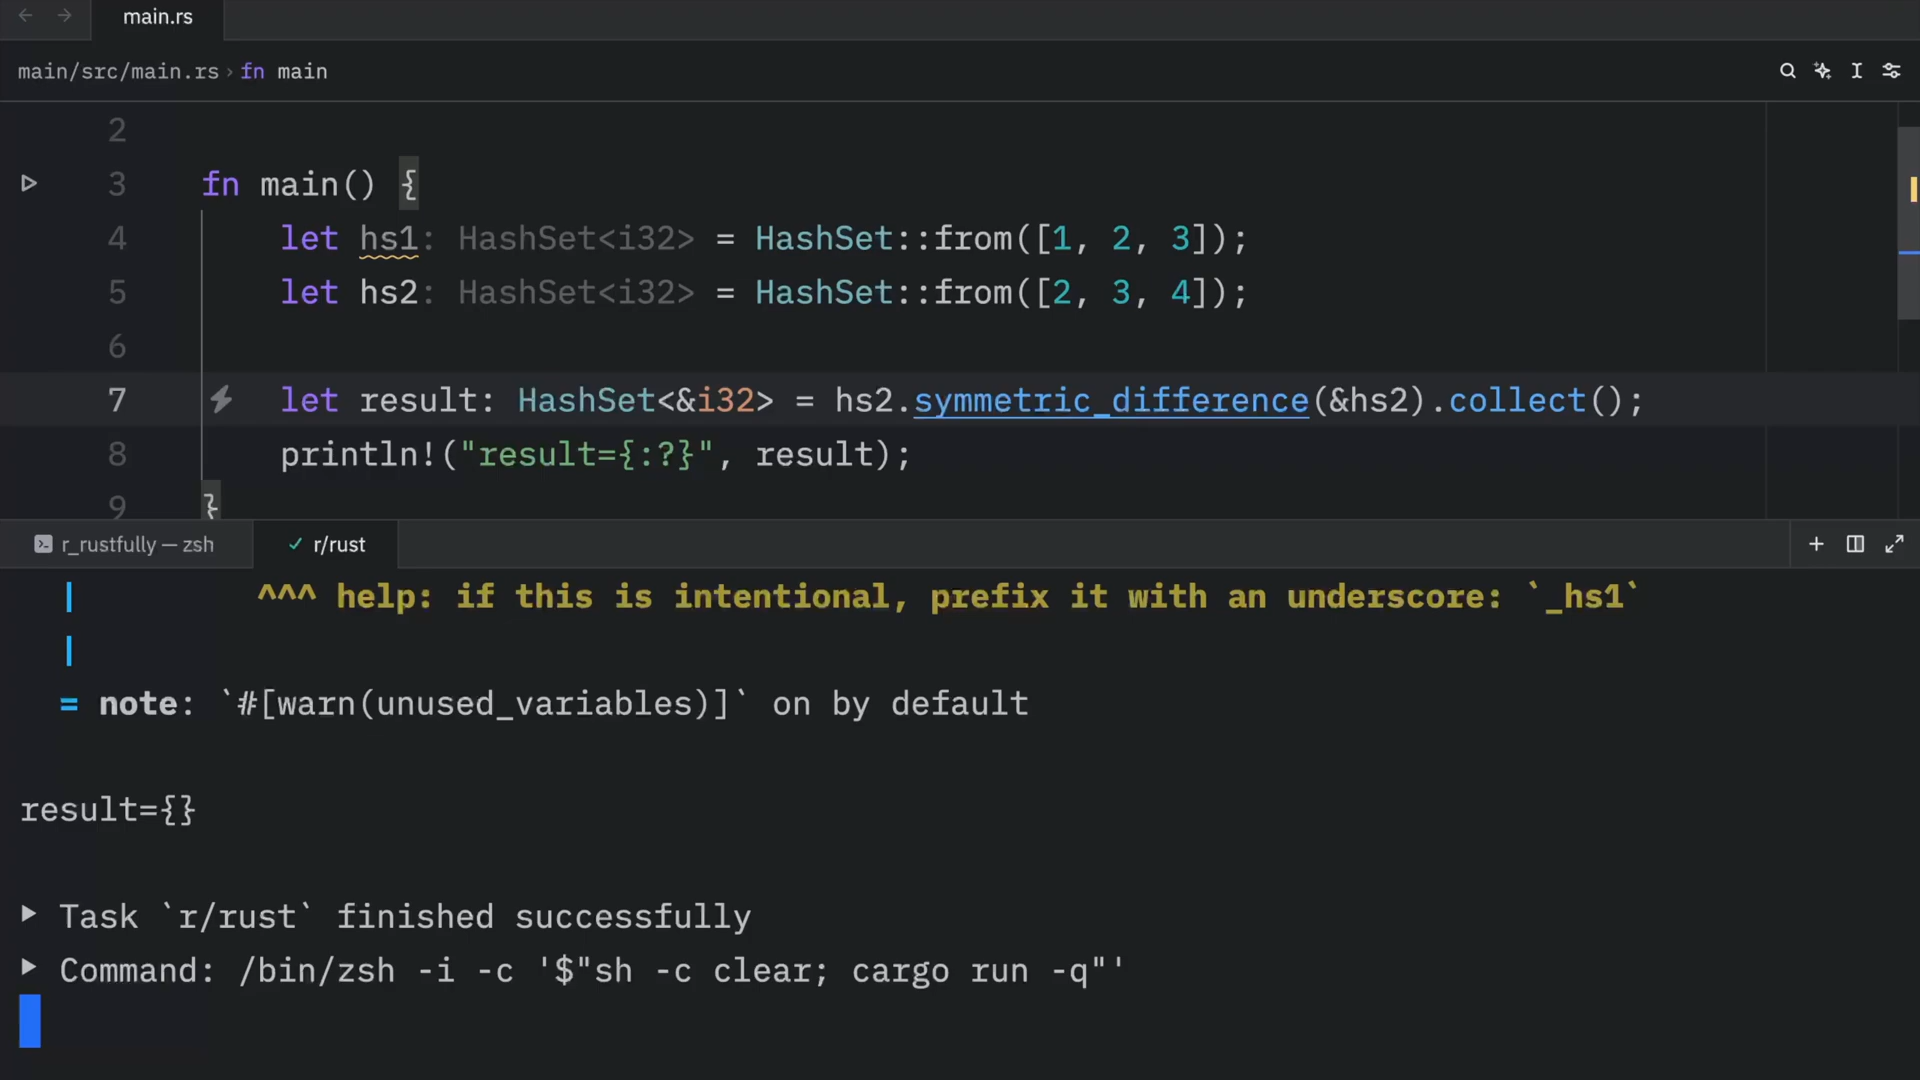 main.rs
main/src/main.rs › fn main
2
3 fn main() {
4 let hs1: HashSet<i32> = HashSet::from([1, 2, 3]);
5 let hs2: HashSet<i32> = HashSet::from([2, 3, 4]);
6
7 let result: HashSet<&i32> = hs2.symmetric_difference(&hs2).collect();
8 println!("result={:?}", result);
9 }
r_rustfully — zsh r/rust
| ^^^ help: if this is intentional, prefix it with an underscore: `_hs1`
|
= note: `#[warn(unused_variables)]` on by default
result={}
Task `r/rust` finished successfully
Command: /bin/zsh -i -c '$"sh -c clear; cargo run -q"'